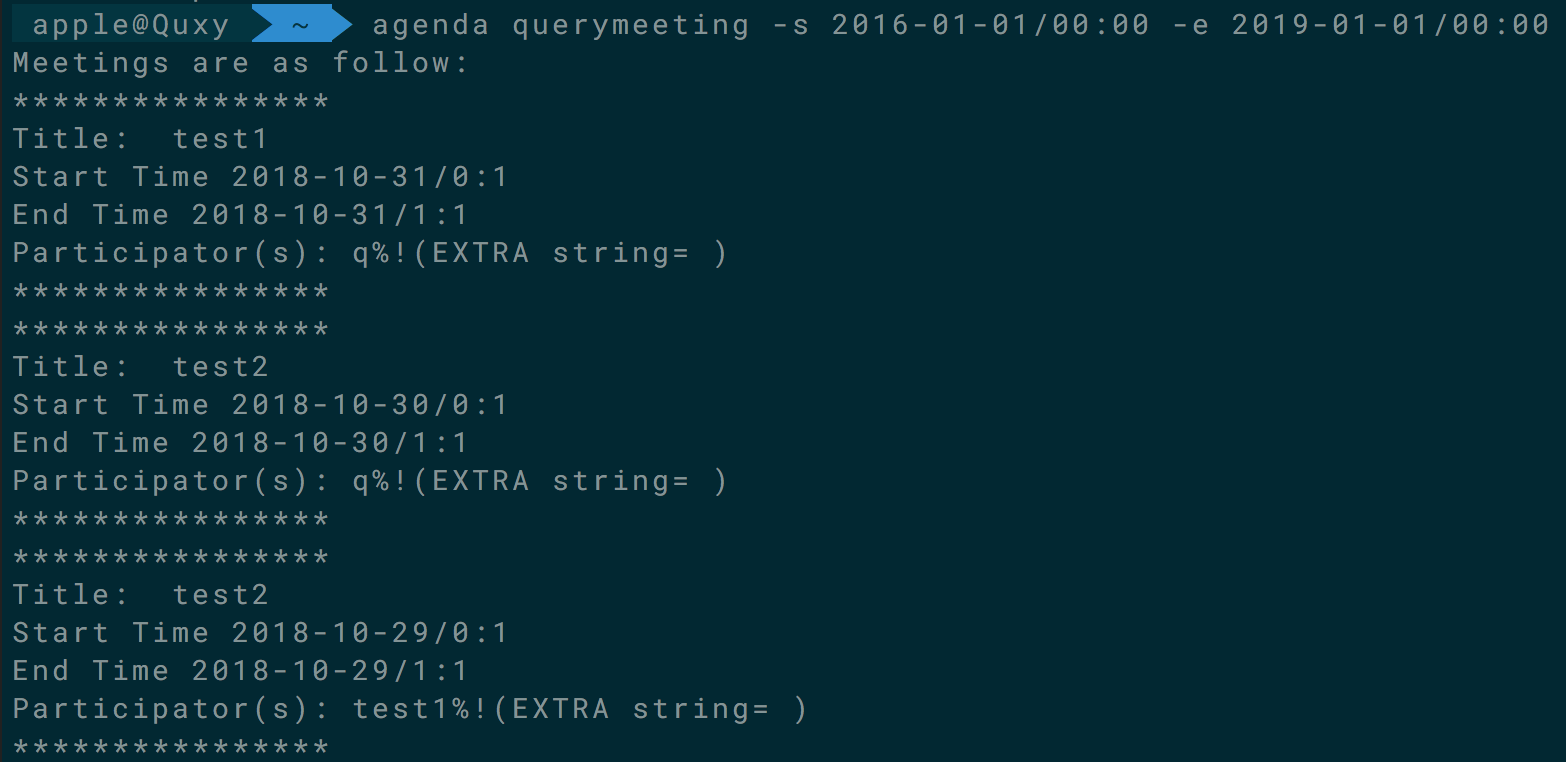 apple@Quxy ~ agenda querymeeting -s 2016-01-01/00:00 -e 2019-01-01/00:00
Meetings are as follow:
****************
Title:  test1
Start Time 2018-10-31/0:1
End Time 2018-10-31/1:1
Participator(s): q%!(EXTRA string= )
****************
****************
Title:  test2
Start Time 2018-10-30/0:1
End Time 2018-10-30/1:1
Participator(s): q%!(EXTRA string= )
****************
****************
Title:  test2
Start Time 2018-10-29/0:1
End Time 2018-10-29/1:1
Participator(s): test1%!(EXTRA string= )
****************